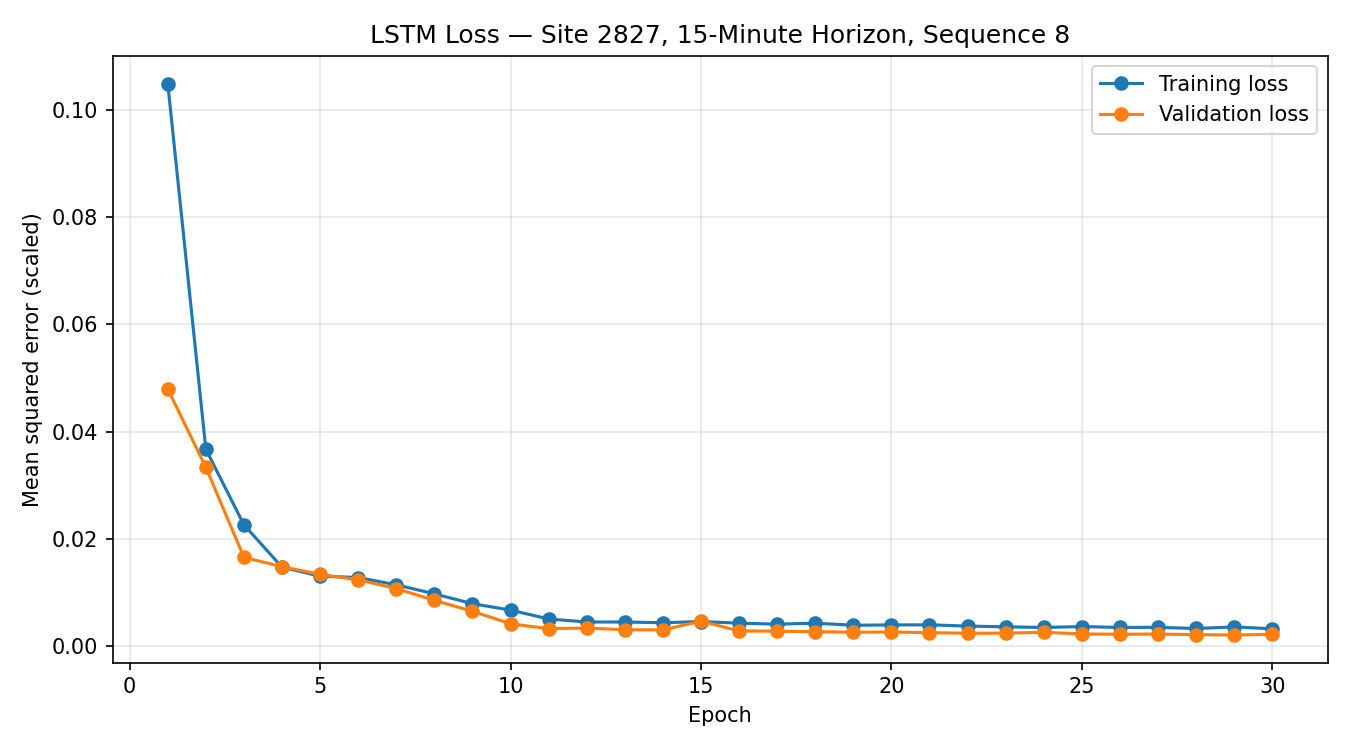 LSTM Loss — Site 2827, 15-Minute Horizon, Sequence 8
Training loss
Validation loss
Mean squared error (scaled)
0.10
0.08
0.06
0.04
0.02
0.00
0 5 10 15 20 25 30
Epoch